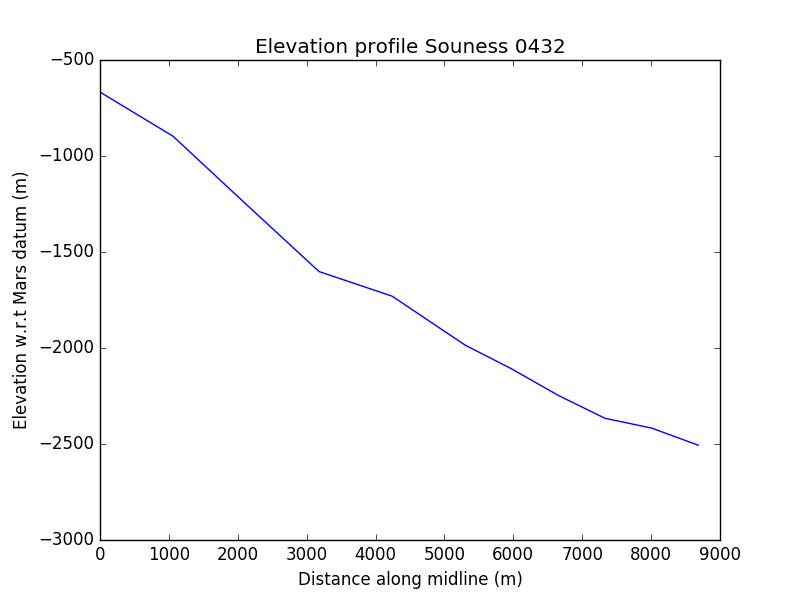 Elevation profile Souness 0432
−500
−1000
−1500
−2000
−2500
−3000
Elevation w.r.t Mars datum (m)
0 1000 2000 3000 4000 5000 6000 7000 8000 9000
Distance along midline (m)